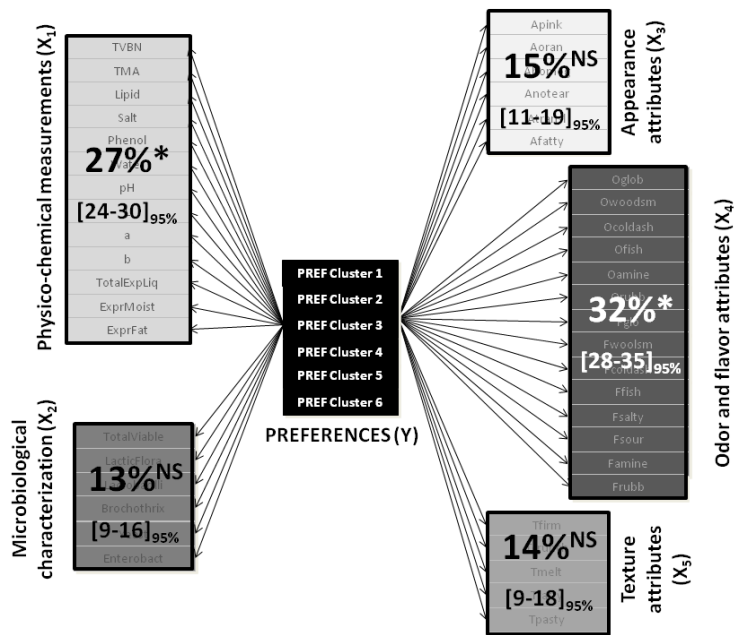 Physico-chemical measurements (X1)
TVBN
TMA
Lipid
Salt
Phenol
27%*
pH
[24-30]95%
a
b
TotalExpLiq
ExprMoist
ExprFat
Microbiological
characterization (X2)
TotalViable
LacticFlora
13%NS
Brochothrix
[9-16]95%
Enterobact
PREF Cluster 1
PREF Cluster 2
PREF Cluster 3
PREF Cluster 4
PREF Cluster 5
PREF Cluster 6
PREFERENCES (Y)
Apink
Aoran
15%NS
Anotear
[11-19]95%
Afatty
Appearance
attributes (X3)
Oglob
Owoodsm
Ocoldash
Ofish
Oamine
32%*
Fwoolsm
[28-35]95%
Ffish
Fsalty
Fsour
Famine
Frubb
Odor and flavor attributes (X4)
Tfirm
14%NS
Tmelt
[9-18]95%
Tpasty
Texture
attributes
(X5)